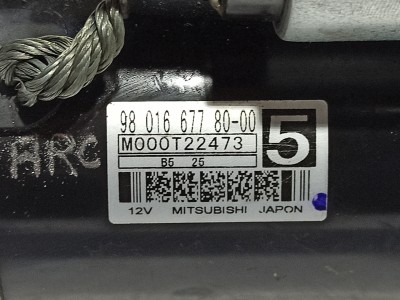 98 016 677 80-00
M000T22473
5
B5 25
12V MITSUBISHI JAPON
ARC